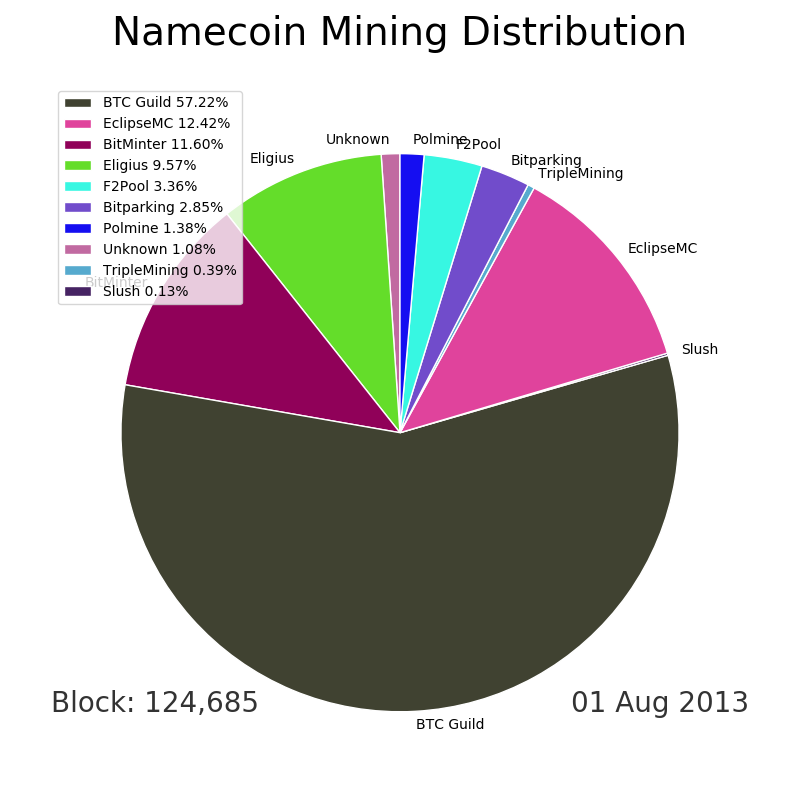 Namecoin Mining Distribution
BTC Guild 57.22%
EclipseMC 12.42%
BitMinter 11.60%
Eligius 9.57%
F2Pool 3.36%
Bitparking 2.85%
Polmine 1.38%
Unknown 1.08%
TripleMining 0.39%
Slush 0.13%
Unknown
Polmine
F2Pool
Eligius
Bitparking
TripleMining
EclipseMC
BitMinter
Slush
BTC Guild
Block: 124,685
01 Aug 2013